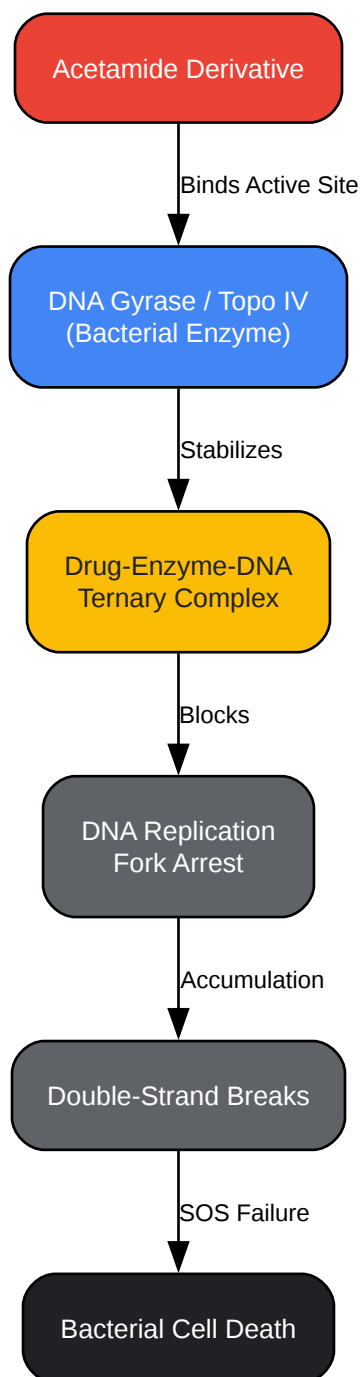 Acetamide Derivative
Binds Active Site
DNA Gyrase / Topo IV
(Bacterial Enzyme)
Stabilizes
Drug-Enzyme-DNA
Ternary Complex
Blocks
DNA Replication
Fork Arrest
Accumulation
Double-Strand Breaks
SOS Failure
Bacterial Cell Death